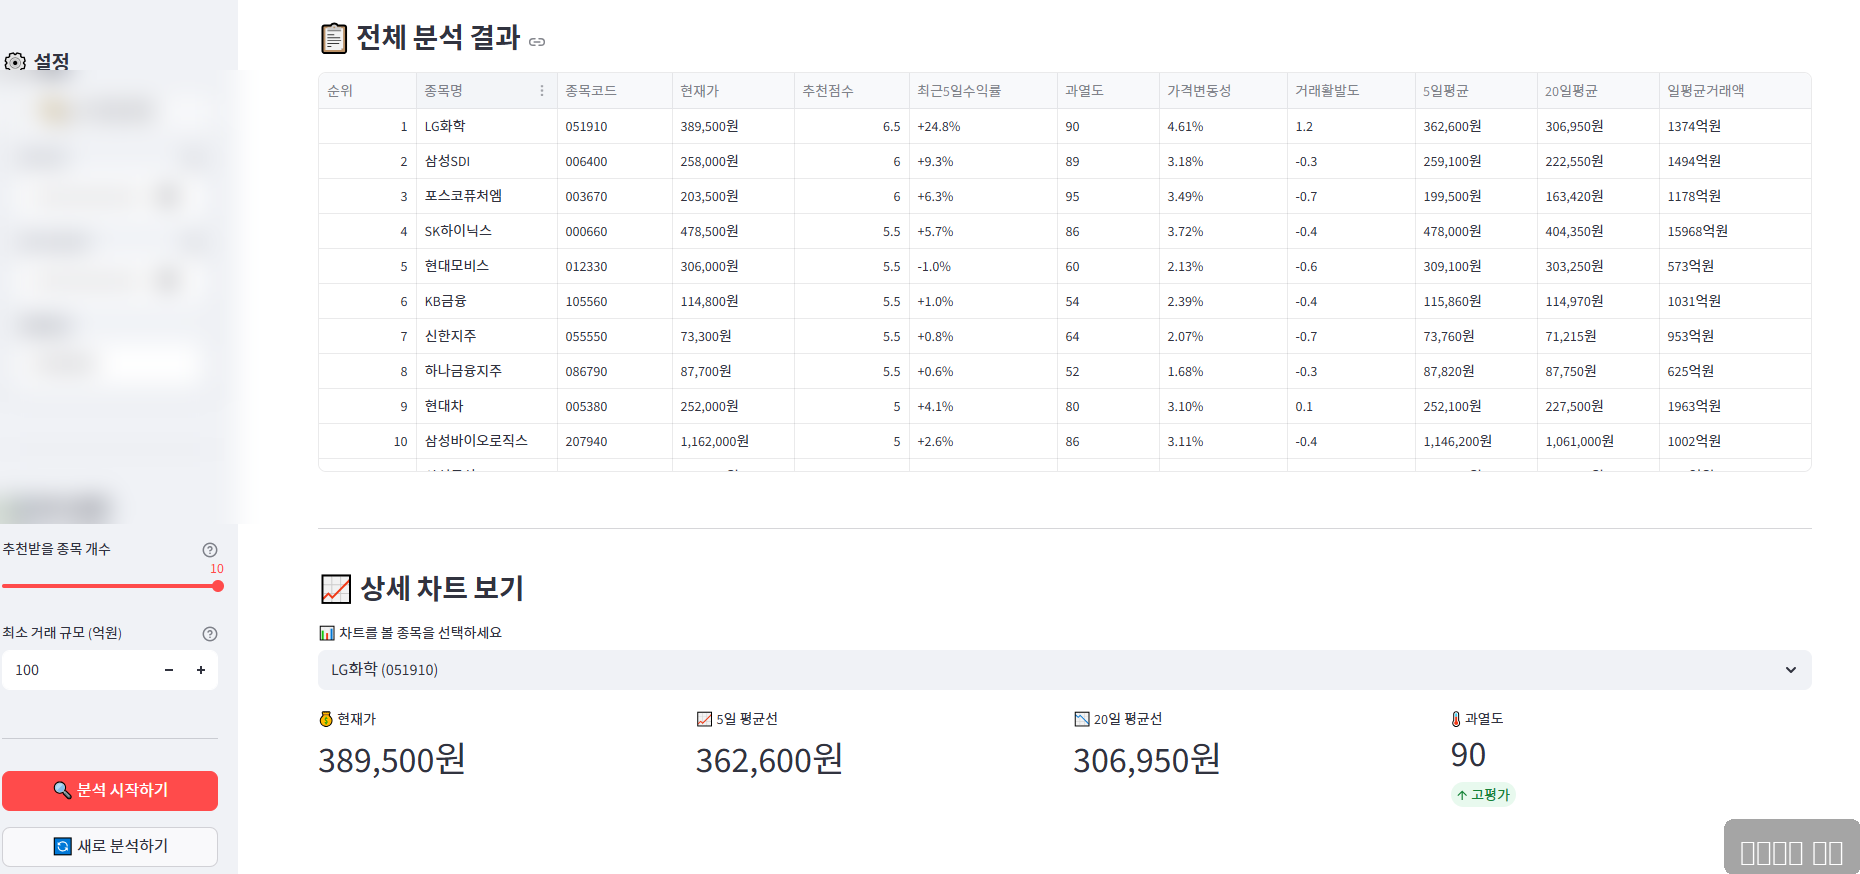 설정
추천받을 종목 개수
10
최소 거래 규모 (억원)
100
분석 시작하기
새로 분석하기
전체 분석 결과
순위 종목명 종목코드 현재가 추천점수 최근5일수익률 과열도 가격변동성 거래활발도 5일평균 20일평균 일평균거래액
1 LG화학 051910 389,500원 6.5 +24.8% 90 4.61% 1.2 362,600원 306,950원 1374억원
2 삼성SDI 006400 258,000원 6 +9.3% 89 3.18% -0.3 259,100원 222,550원 1494억원
3 포스코퓨처엠 003670 203,500원 6 +6.3% 95 3.49% -0.7 199,500원 163,420원 1178억원
4 SK하이닉스 000660 478,500원 5.5 +5.7% 86 3.72% -0.4 478,000원 404,350원 15968억원
5 현대모비스 012330 306,000원 5.5 -1.0% 60 2.13% -0.6 309,100원 303,250원 573억원
6 KB금융 105560 114,800원 5.5 +1.0% 54 2.39% -0.4 115,860원 114,970원 1031억원
7 신한지주 055550 73,300원 5.5 +0.8% 64 2.07% -0.7 73,760원 71,215원 953억원
8 하나금융지주 086790 87,700원 5.5 +0.6% 52 1.68% -0.3 87,820원 87,750원 625억원
9 현대차 005380 252,000원 5 +4.1% 80 3.10% 0.1 252,100원 227,500원 1963억원
10 삼성바이오로직스 207940 1,162,000원 5 +2.6% 86 3.11% -0.4 1,146,200원 1,061,000원 1002억원
상세 차트 보기
차트를 볼 종목을 선택하세요
LG화학 (051910)
현재가 5일 평균선 20일 평균선 과열도
389,500원 362,600원 306,950원 90
↑ 고평가